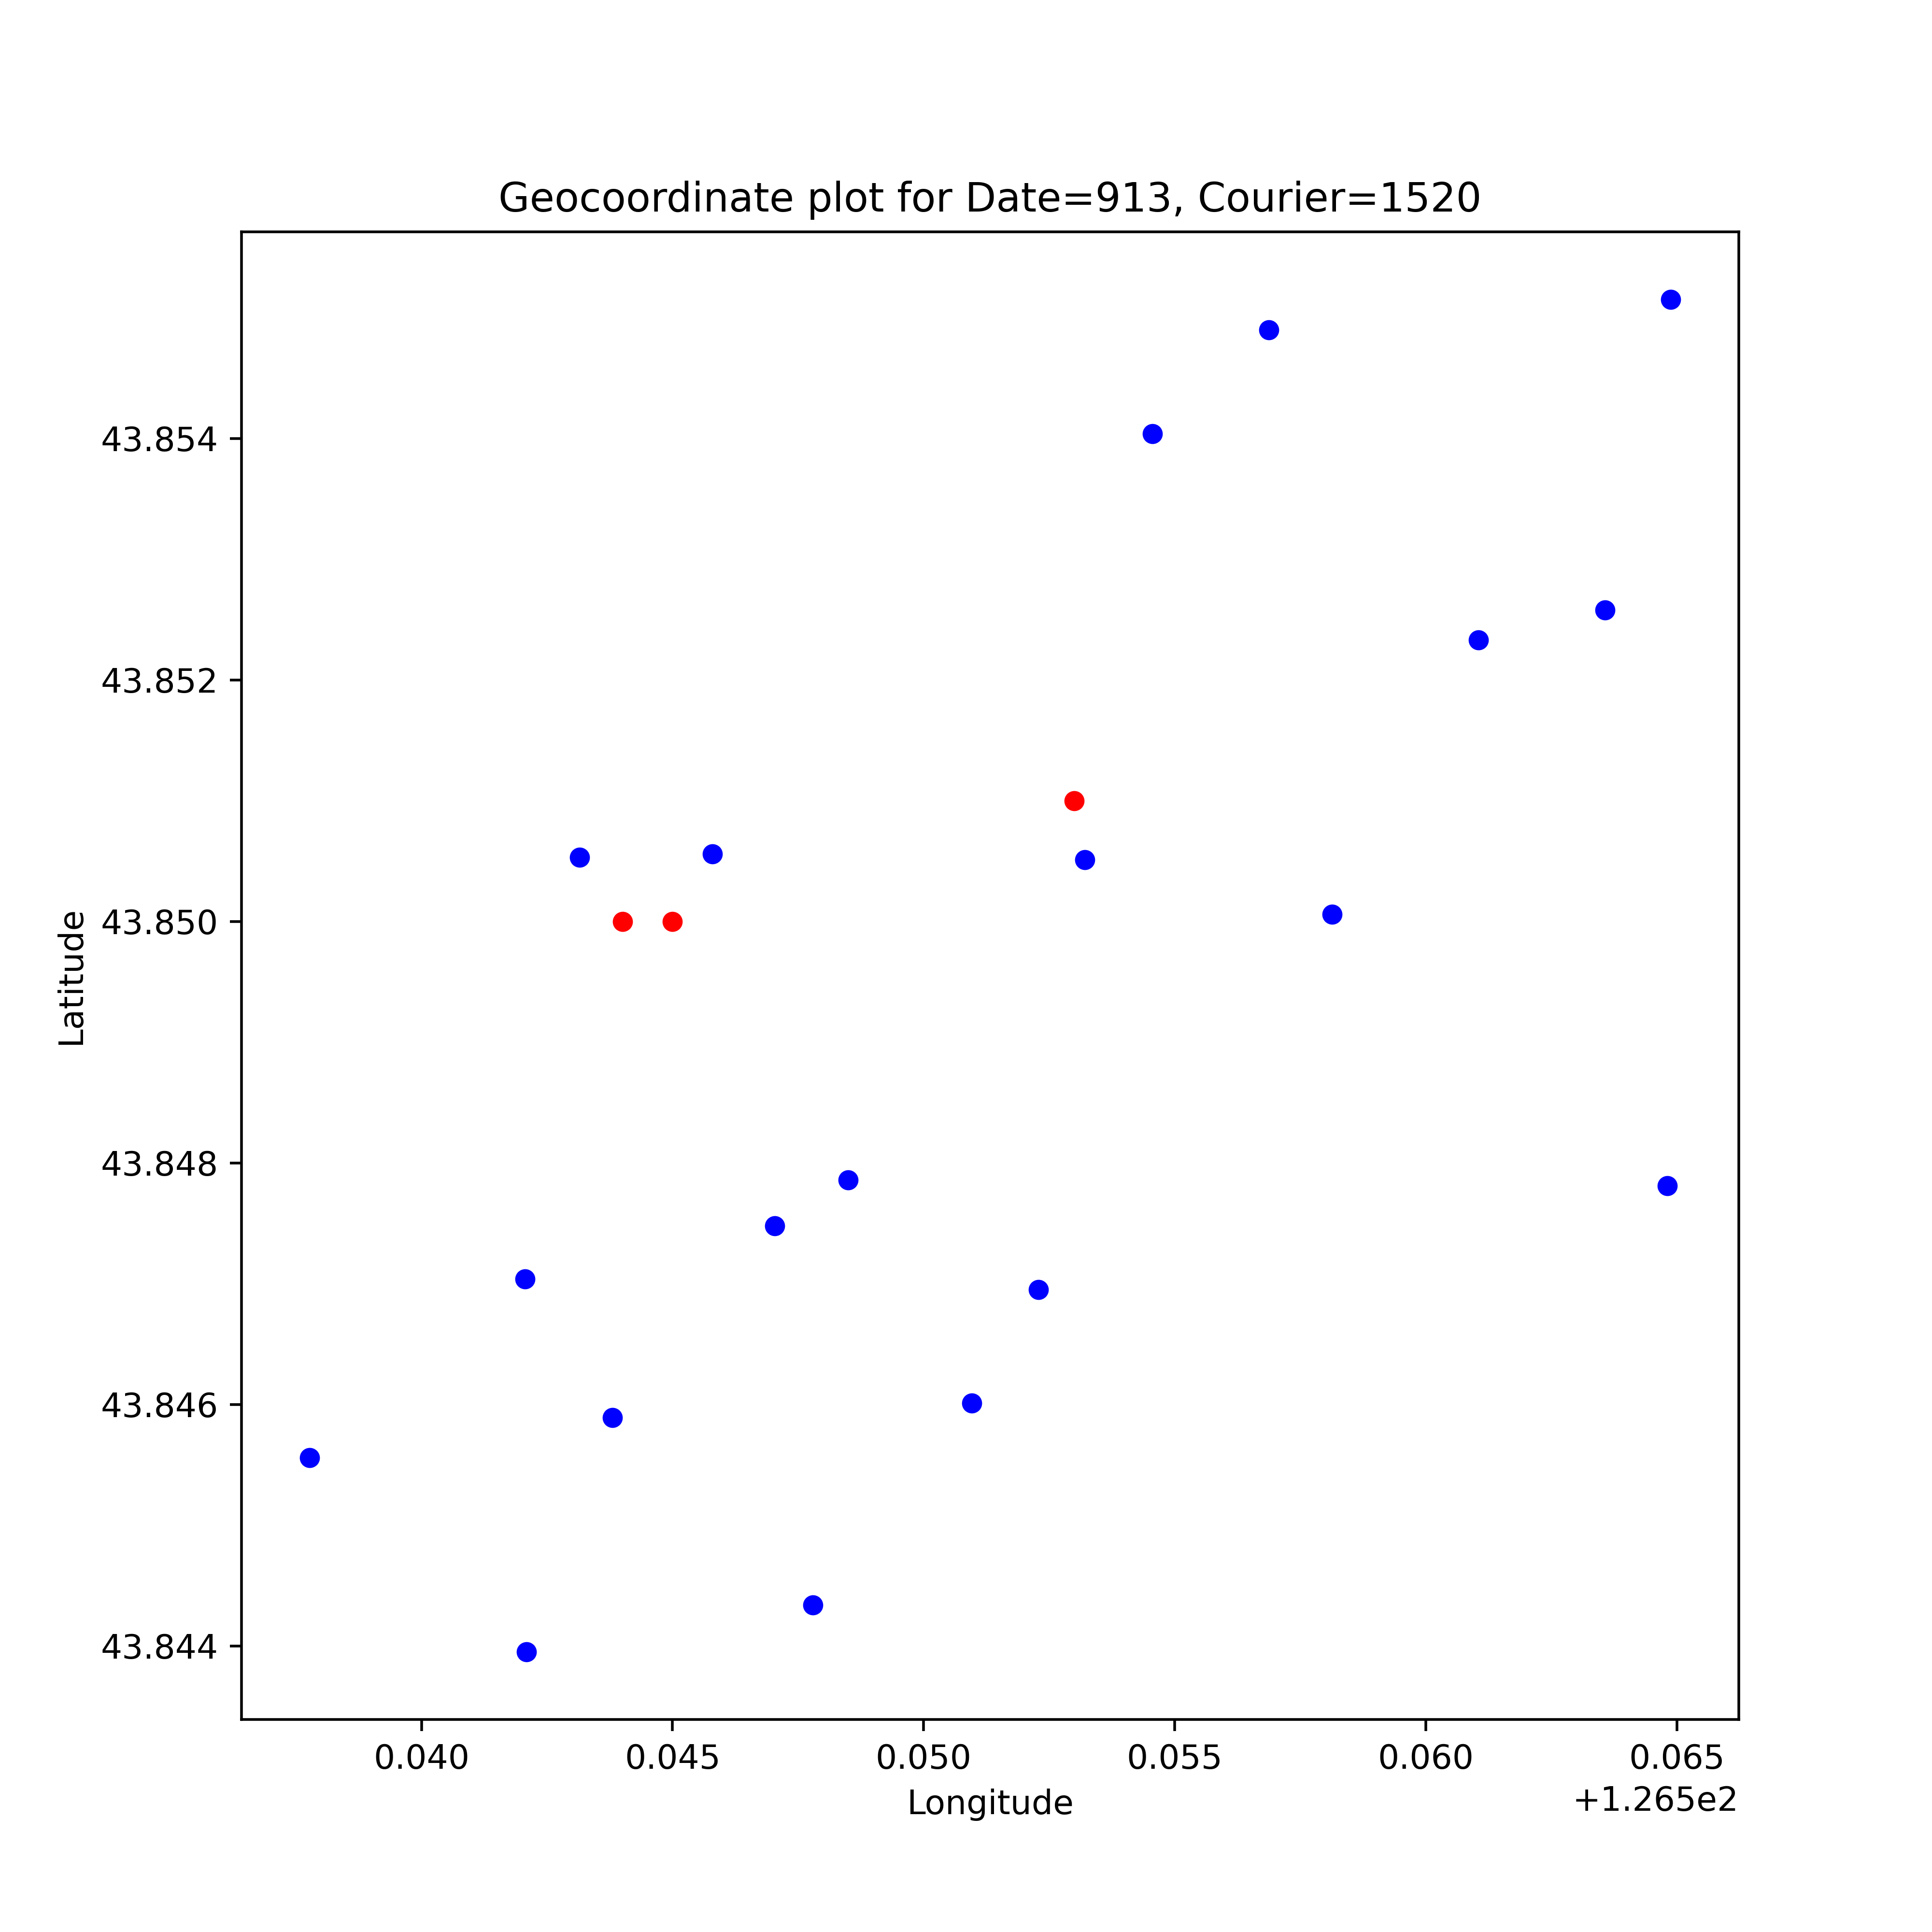 Geocoordinate plot for Date=913, Courier=1520
43.854
43.852
43.850
43.848
43.846
43.844
Latitude
0.040 0.045 0.050 0.055 0.060 0.065
+1.265e2
Longitude